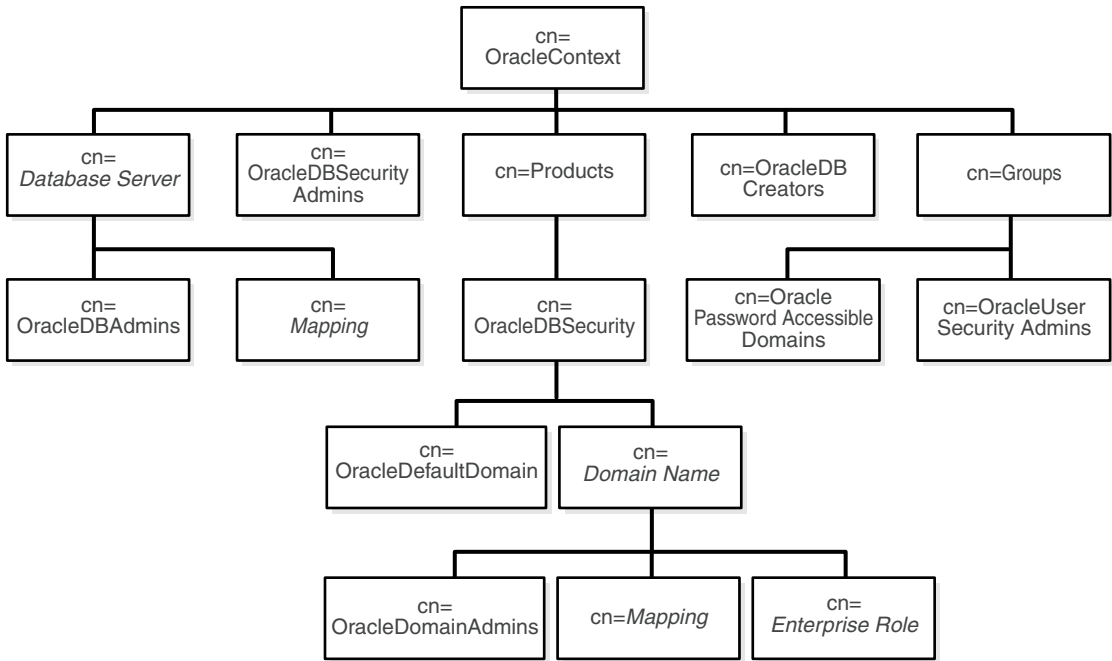 cn=
OracleContext
cn=
Database Server
cn=
OracleDBSecurity
Admins
cn=Products
cn=OracleDB
Creators
cn=Groups
cn=
OracleDBAdmins
cn=
Mapping
cn=
OracleDBSecurity
cn=Oracle
Password Accessible
Domains
cn=OracleUser
Security Admins
cn=
OracleDefaultDomain
cn=
Domain Name
cn=
OracleDomainAdmins
cn=Mapping
cn=
Enterprise Role